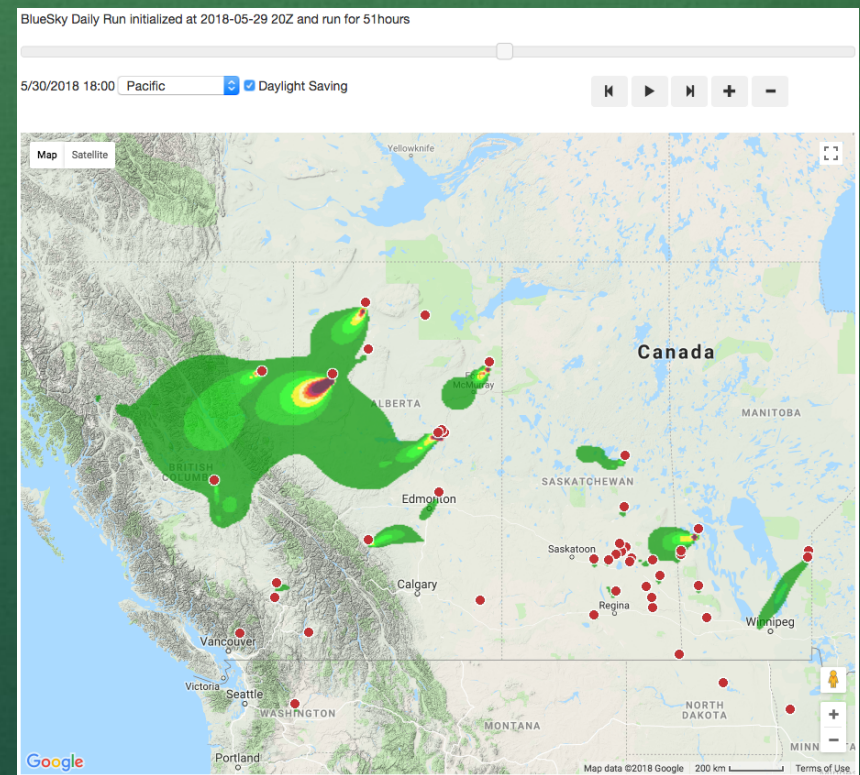 BlueSky Daily Run initialized at 2018-05-29 20Z and run for 51hours
5/30/2018 18:00 Pacific Daylight Saving
Map Satellite
Yellowknife
Canada
McMurray
ALBERTA
MANITOBA
BRITISH
SASKATCHEWAN
Edmonton
Saskatoon
Calgary
Regina
Winnipeg
Vancouver
Victoria
Seattle
WASHINGTON
NORTH
DAKOTA
MONTANA
Portland
Google
Map data ©2018 Google 200 km Terms of Use